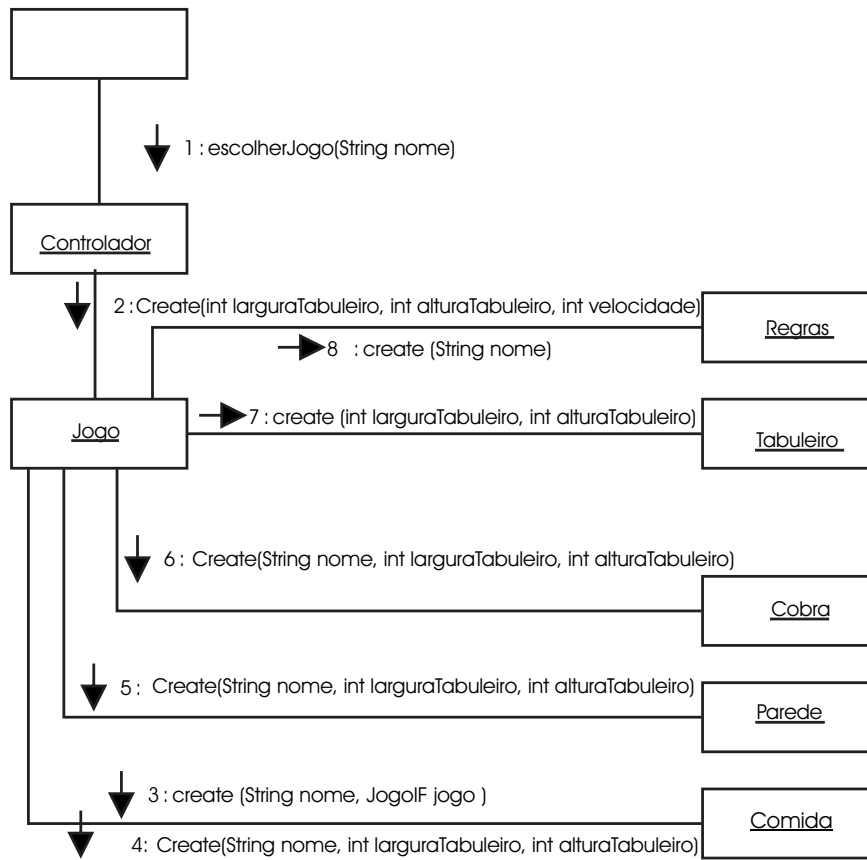 1 : escolherJogo(String nome)
Controlador
2 : Create(int larguraTabuleiro, int alturaTabuleiro, int velocidade)
Regras
8 : create (String nome)
Jogo
7 : create (int larguraTabuleiro, int alturaTabuleiro)
Tabuleiro
6 : Create(String nome, int larguraTabuleiro, int alturaTabuleiro)
Cobra
5 : Create(String nome, int larguraTabuleiro, int alturaTabuleiro)
Parede
3 : create (String nome, JogoIF jogo )
Comida
4: Create(String nome, int larguraTabuleiro, int alturaTabuleiro)